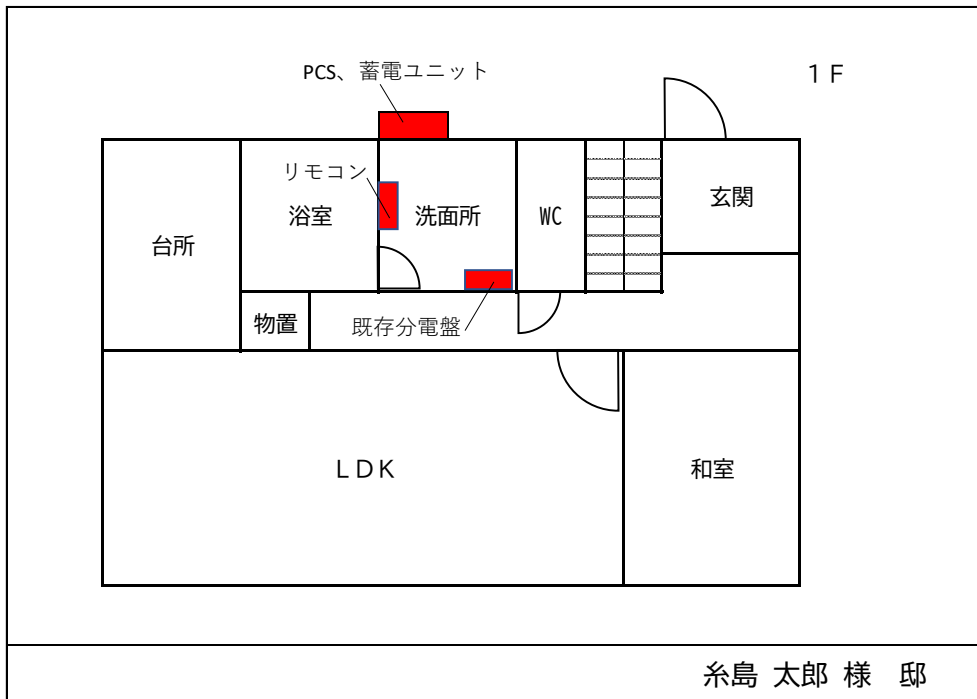 PCS、蓄電ユニット
1F
リモコン
浴室
洗面所
WC
玄関
台所
物置
既存分電盤
LDK
和室
糸島 太郎 様 邸